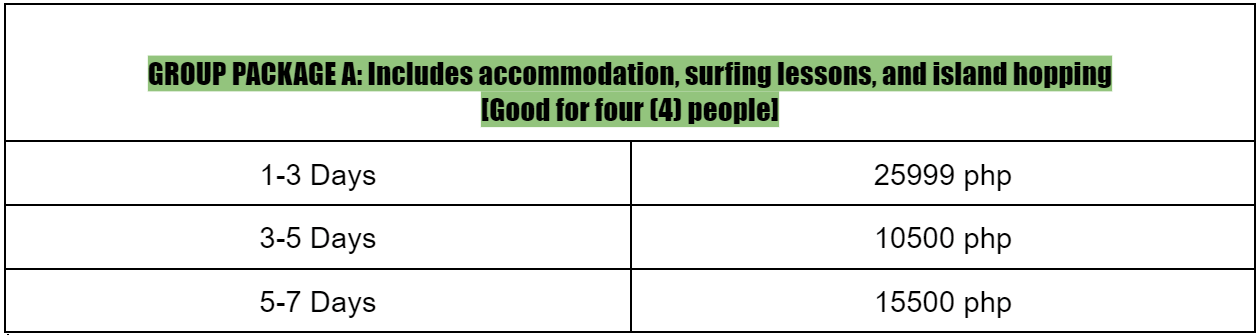 GROUP PACKAGE A: Includes accommodation, surfing lessons, and island hopping
[Good for four (4) people]
1-3 Days 25999 php
3-5 Days 10500 php
5-7 Days 15500 php